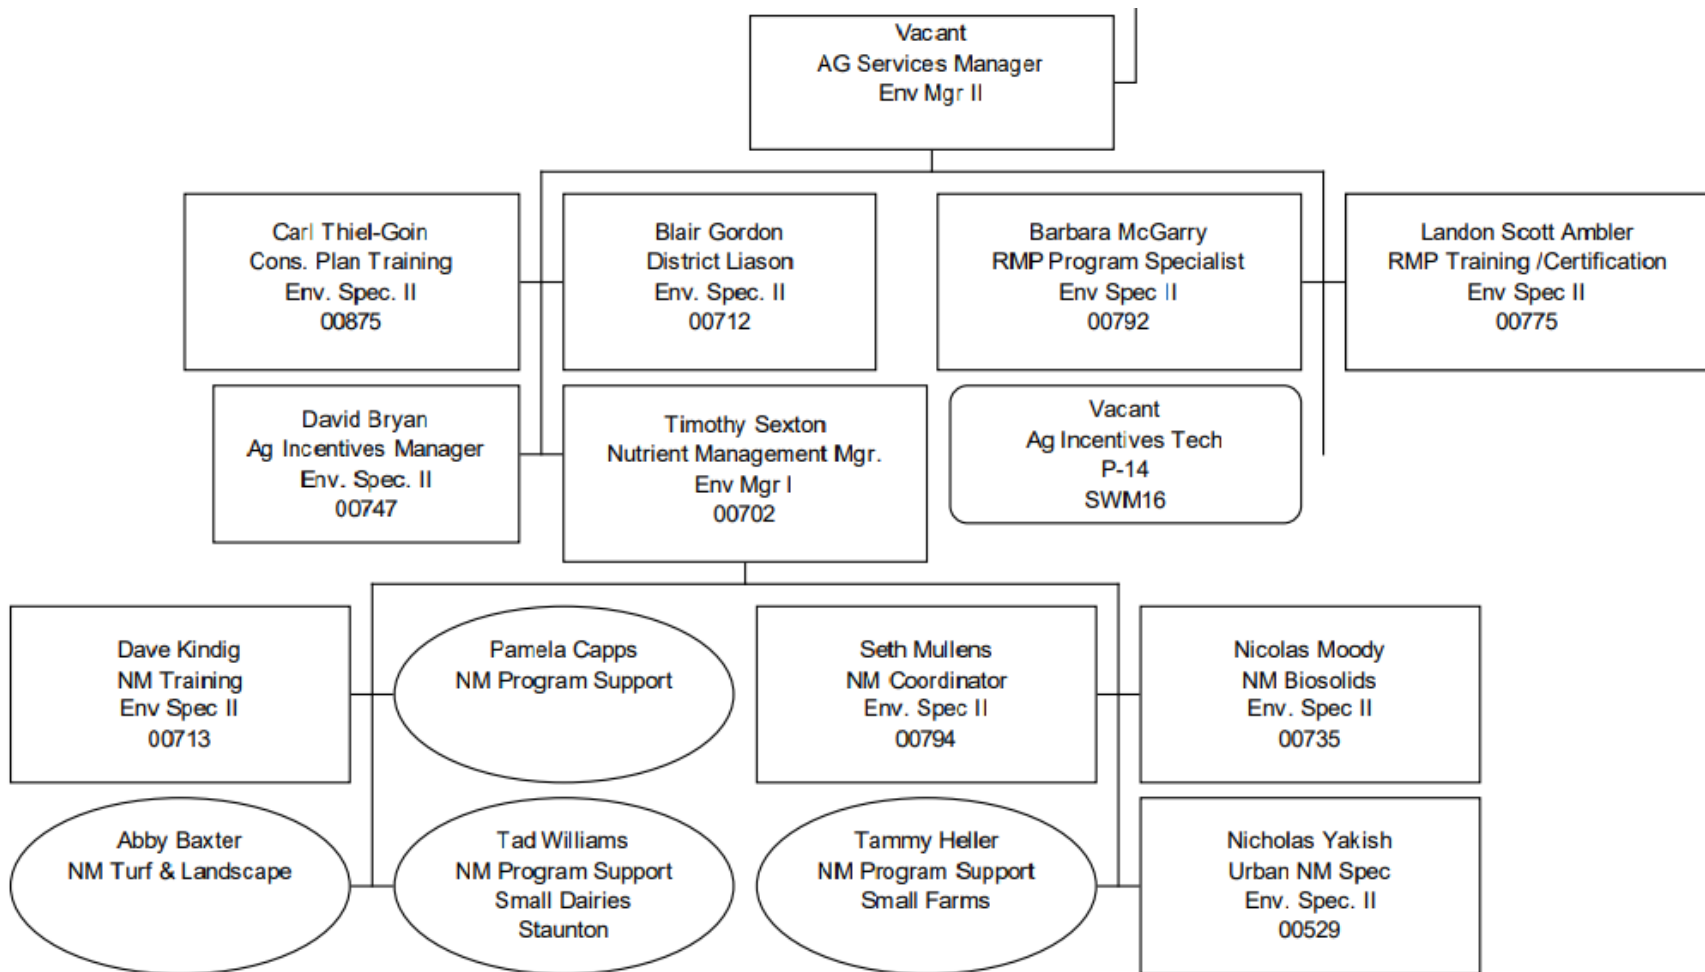 Vacant
AG Services Manager
Env Mgr II
Carl Thiel-Goin
Cons. Plan Training
Env. Spec. II
00875
Blair Gordon
District Liason
Env. Spec. II
00712
Barbara McGarry
RMP Program Specialist
Env Spec II
00792
Landon Scott Ambler
RMP Training /Certification
Env Spec II
00775
David Bryan
Ag Incentives Manager
Env. Spec. II
00747
Timothy Sexton
Nutrient Management Mgr.
Env Mgr I
00702
Vacant
Ag Incentives Tech
P-14
SWM16
Dave Kindig
NM Training
Env Spec II
00713
Pamela Capps
NM Program Support
Seth Mullens
NM Coordinator
Env. Spec II
00794
Nicolas Moody
NM Biosolids
Env. Spec II
00735
Abby Baxter
NM Turf & Landscape
Tad Williams
NM Program Support
Small Dairies
Staunton
Tammy Heller
NM Program Support
Small Farms
Nicholas Yakish
Urban NM Spec
Env. Spec. II
00529